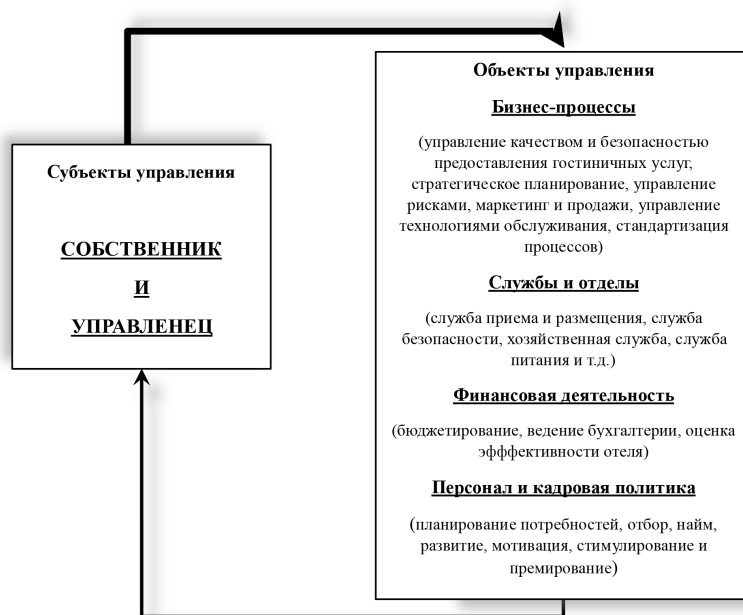 Субъекты управления
СОБСТВЕННИК
И
УПРАВЛЕНЕЦ
Объекты управления
Бизнес-процессы
(управление качеством и безопасностью
предоставления гостиничных услуг,
стратегическое планирование, управление
рисками, маркетинг и продажи, управление
технологиями обслуживания, стандартизация
процессов)
Службы и отделы
(служба приема и размещения, служба
безопасности, хозяйственная служба, служба
питания и т.д.)
Финансовая деятельность
(бюджетирование, ведение бухгалтерии, оценка
эфффективности отеля)
Персонал и кадровая политика
(планирование потребностей, отбор, найм,
развитие, мотивация, стимулирование и
премирование)